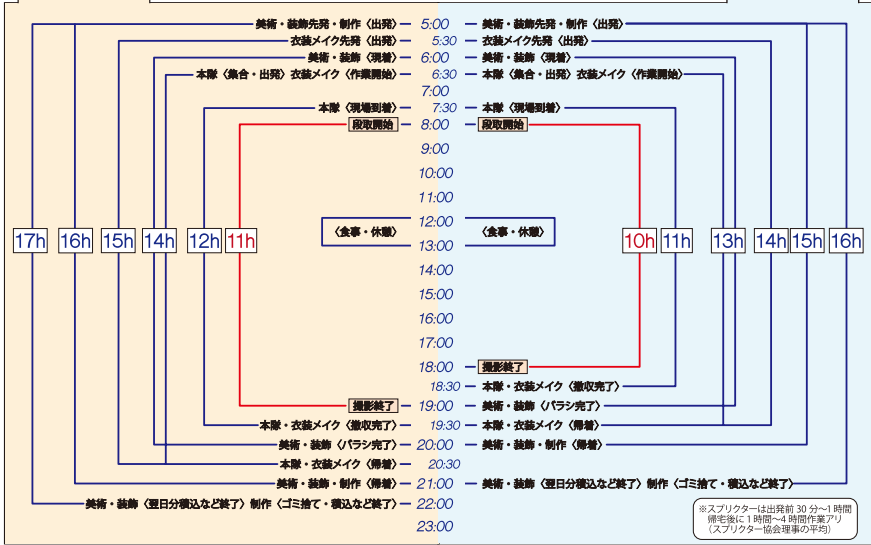 美術・装飾先発・制作〈出発〉 5:00 美術・装飾先発・制作〈出発〉
衣装メイク先発〈出発〉 5:30 衣装メイク先発〈出発〉
美術・装飾〈現着〉 6:00 美術・装飾〈現着〉
本隊〈集合・出発〉衣装メイク〈作業開始〉 6:30 本隊〈集合・出発〉衣装メイク〈作業開始〉
7:00
本隊〈現場到着〉 7:30 本隊〈現場到着〉
段取開始 8:00 段取開始
9:00
10:00
11:00
12:00
〈食事・休憩〉 〈食事・休憩〉
17h 16h 15h 14h 12h 11h 13:00 10h 11h 13h 14h 15h 16h
14:00
15:00
16:00
17:00
18:00 撮影終了
18:30 本隊・衣装メイク〈撤収完了〉
撮影終了 19:00 美術・装飾〈バラシ完了〉
本隊・衣装メイク〈撤収完了〉 19:30 本隊・衣装メイク〈帰着〉
美術・装飾〈バラシ完了〉 20:00 美術・装飾・制作〈帰着〉
本隊・衣装メイク〈帰着〉 20:30
美術・装飾・制作〈帰着〉 21:00 美術・装飾〈翌日分積込など終了〉制作〈ゴミ捨て・積込など終了〉
美術・装飾〈翌日分積込など終了〉制作〈ゴミ捨て・積込など終了〉 22:00
23:00
※スプリクターは出発前30分～1時間
帰宅後に1時間～4時間作業アリ
（スプリクター協会理事の平均）